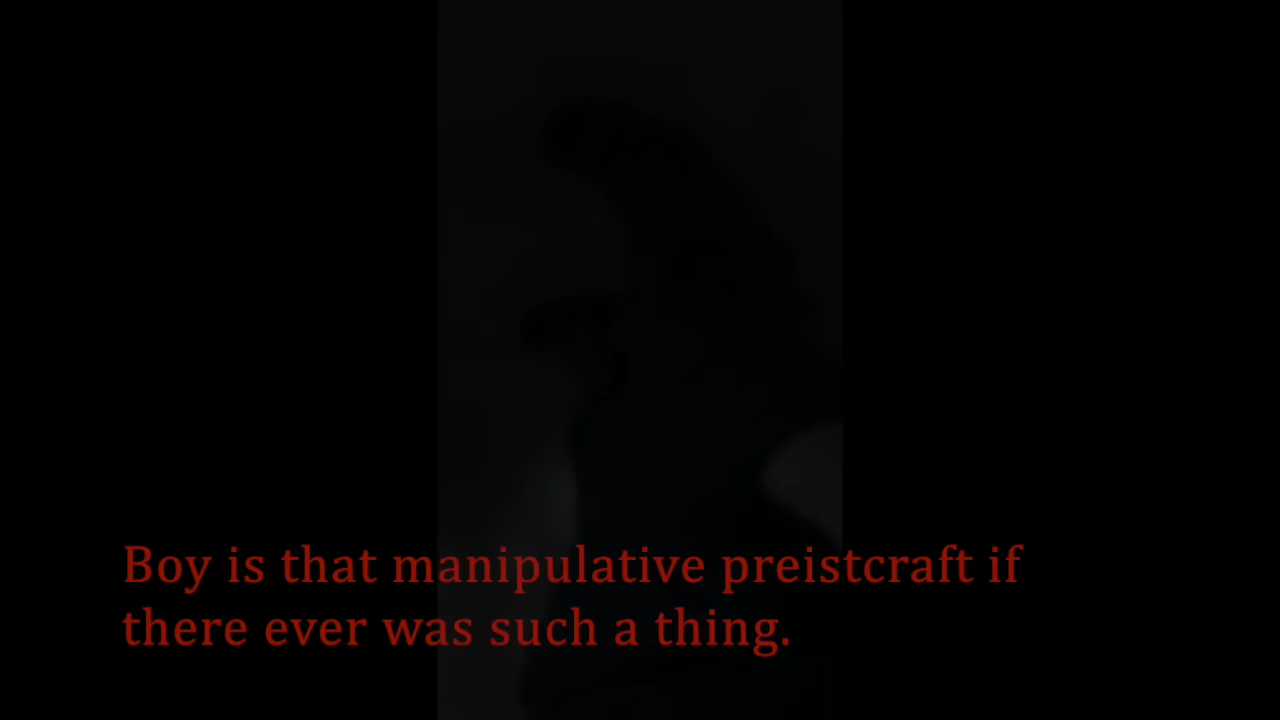 Boy is that manipulative preistcraft if
there ever was such a thing.